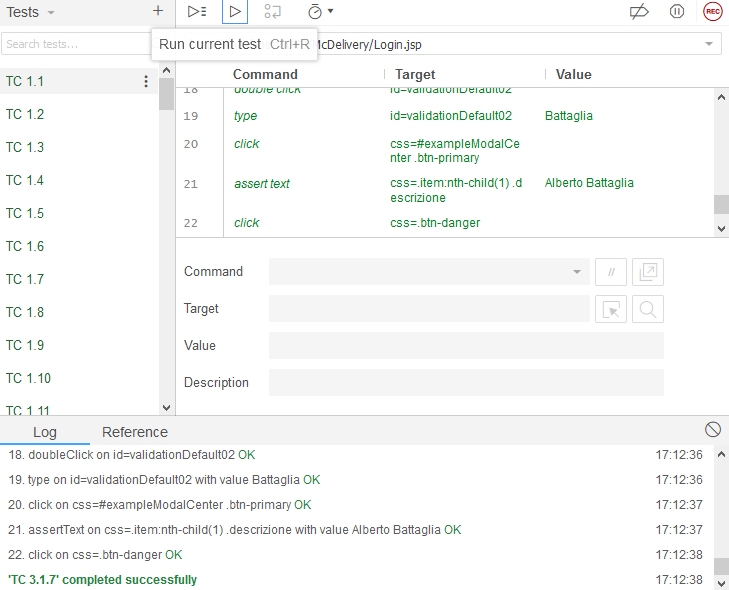 Tests
+
REC
Search tests...
Run current test Ctrl+R
cDelivery/Login.jsp
Command Target Value
TC 1.1
TC 1.2
TC 1.3
TC 1.4
TC 1.5
TC 1.6
TC 1.7
TC 1.8
TC 1.9
TC 1.10
TC 1.11
18 double click id=validationDefault02
19 type id=validationDefault02 Battaglia
20 click css=#exampleModalCe
nter .btn-primary
21 assert text css=.item:nth-child(1) .d Alberto Battaglia
escrizione
22 click css=.btn-danger
Command //
Target
Value
Description
Log Reference
18. doubleClick on id=validationDefault02 OK 17:12:36
19. type on id=validationDefault02 with value Battaglia OK 17:12:36
20. click on css=#exampleModalCenter .btn-primary OK 17:12:37
21. assertText on css=.item:nth-child(1) .descrizione with value Alberto Battaglia OK 17:12:37
22. click on css=.btn-danger OK 17:12:38
'TC 3.1.7' completed successfully 17:12:38